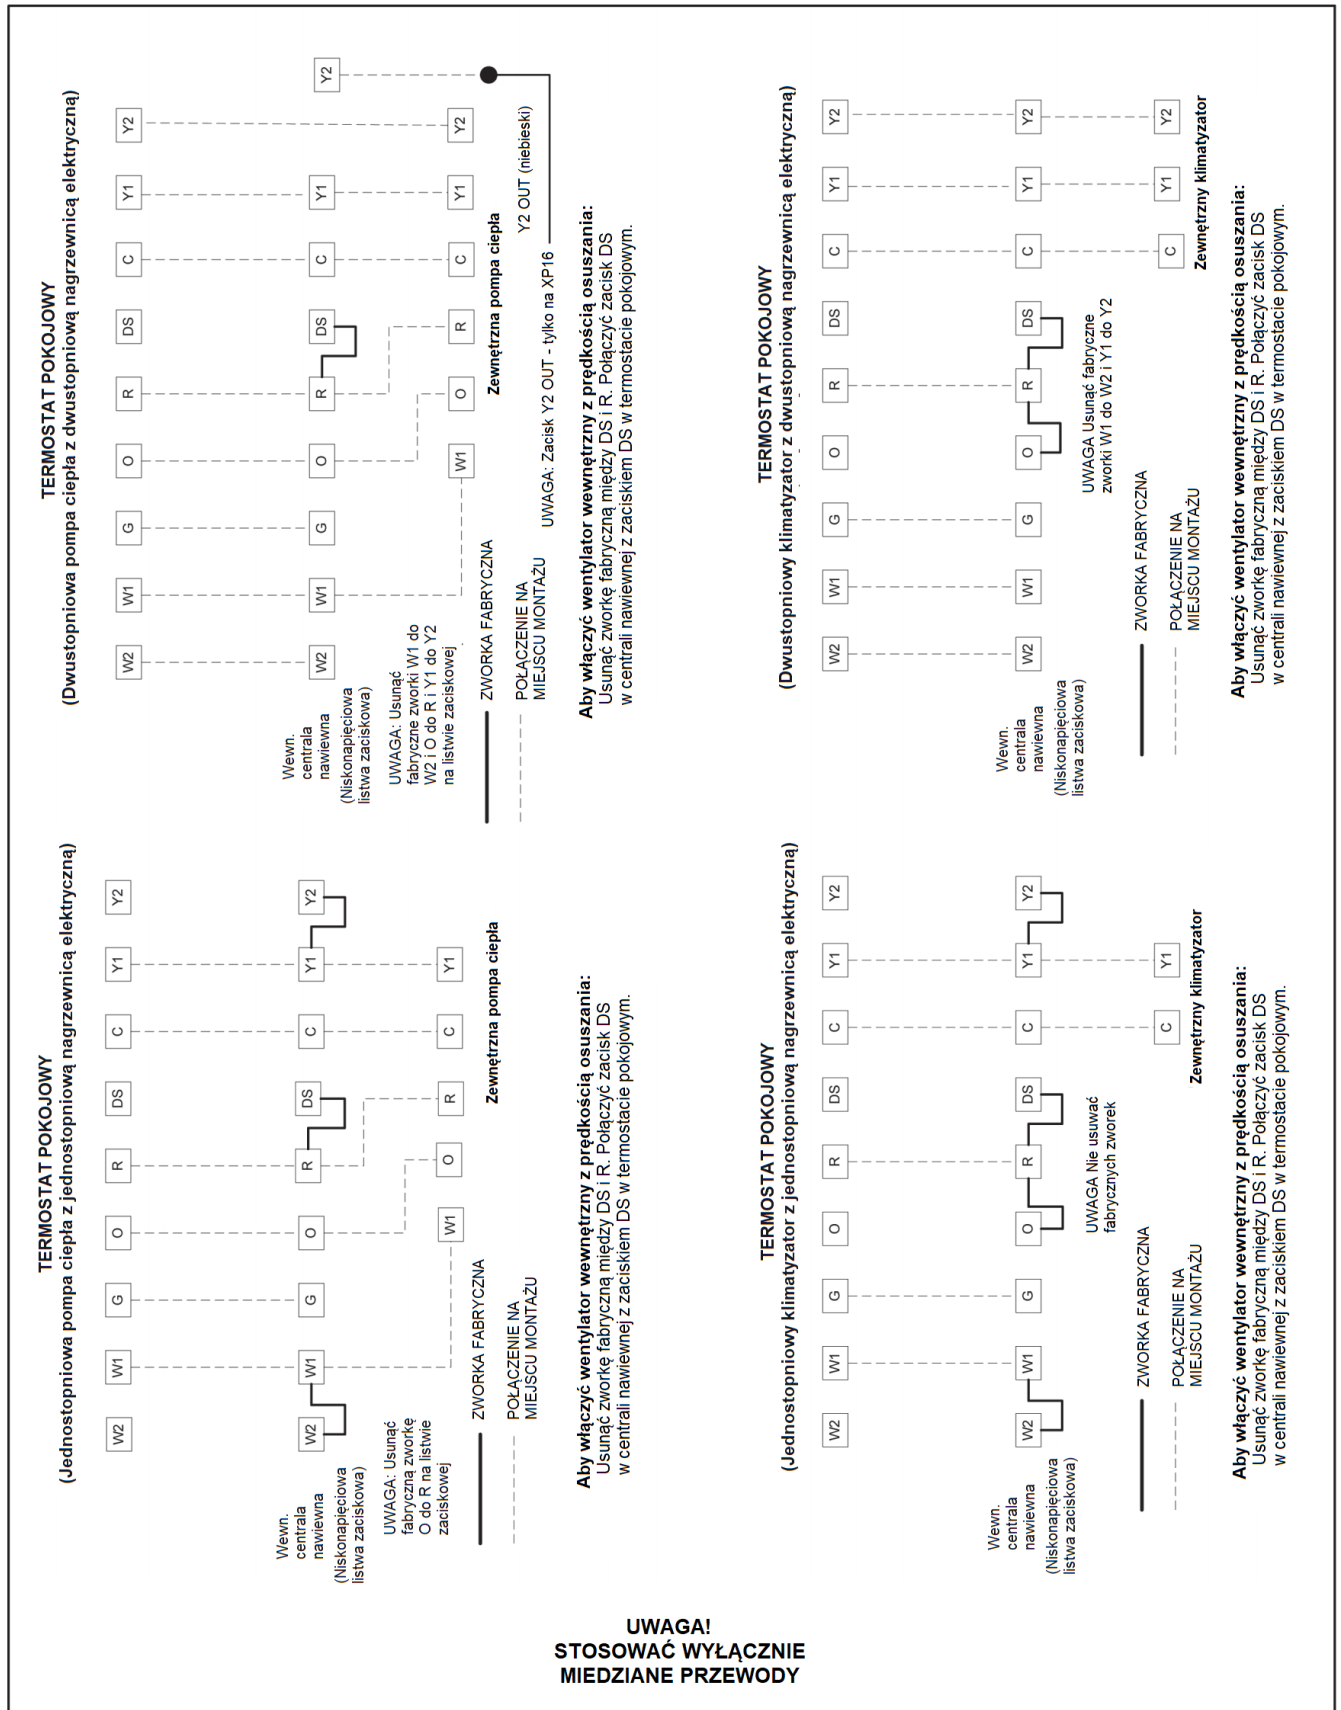 TERMOSTAT POKOJOWY
(Jednostopniowa pompa ciepła z jednostopniową nagrzewnicą elektryczną)
W2 W1 G O R DS C Y1 Y2
W2 W1 G O R DS C Y1 Y2
Wewn.
centrala
nawiewna
(Niskonapięciowa
listwa zaciskowa)
W1 O R C Y1
Zewnętrzna pompa ciepła
UWAGA: Usunąć
fabryczną zworkę
O do R na listwie
zaciskowej
ZWORKA FABRYCZNA
POŁĄCZENIE NA
MIEJSCU MONTAŻU
Aby włączyć wentylator wewnętrzny z prędkością osuszania:
Usunąć zworkę fabryczną między DS i R. Połączyć zacisk DS
w centrali nawiewnej z zaciskiem DS w termostacie pokojowym.
TERMOSTAT POKOJOWY
(Dwustopniowa pompa ciepła z dwustopniową nagrzewnicą elektryczną)
W2 W1 G O R DS C Y1 Y2
W2 W1 G O R DS C Y1 Y2
Wewn.
centrala
nawiewna
(Niskonapięciowa
listwa zaciskowa)
W1 O R C Y1 Y2
Zewnętrzna pompa ciepła
UWAGA: Usunąć
fabryczne zworki W1 do
W2 i O do R i Y1 do Y2
na listwie zaciskowej
Y2 OUT (niebieski)
UWAGA: Zacisk Y2 OUT - tylko na XP16
ZWORKA FABRYCZNA
POŁĄCZENIE NA
MIEJSCU MONTAŻU
Aby włączyć wentylator wewnętrzny z prędkością osuszania:
Usunąć zworkę fabryczną między DS i R. Połączyć zacisk DS
w centrali nawiewnej z zaciskiem DS w termostacie pokojowym.
TERMOSTAT POKOJOWY
(Jednostopniowy klimatyzator z jednostopniową nagrzewnicą elektryczną)
W2 W1 G O R DS C Y1 Y2
W2 W1 G O R DS C Y1 Y2
Wewn.
centrala
nawiewna
(Niskonapięciowa
listwa zaciskowa)
C Y1
Zewnętrzny klimatyzator
UWAGA Nie usuwać
fabrycznych zworek
ZWORKA FABRYCZNA
POŁĄCZENIE NA
MIEJSCU MONTAŻU
Aby włączyć wentylator wewnętrzny z prędkością osuszania:
Usunąć zworkę fabryczną między DS i R. Połączyć zacisk DS
w centrali nawiewnej z zaciskiem DS w termostacie pokojowym.
TERMOSTAT POKOJOWY
(Dwustopniowy klimatyzator z dwustopniową nagrzewnicą elektryczną)
W2 W1 G O R DS C Y1 Y2
W2 W1 G O R DS C Y1 Y2
Wewn.
centrala
nawiewna
(Niskonapięciowa
listwa zaciskowa)
C Y1 Y2
Zewnętrzny klimatyzator
UWAGA Usunąć fabryczne
zworki W1 do W2 i Y1 do Y2
ZWORKA FABRYCZNA
POŁĄCZENIE NA
MIEJSCU MONTAŻU
Aby włączyć wentylator wewnętrzny z prędkością osuszania:
Usunąć zworkę fabryczną między DS i R. Połączyć zacisk DS
w centrali nawiewnej z zaciskiem DS w termostacie pokojowym.
UWAGA!
STOSOWAĆ WYŁĄCZNIE
MIEDZIANE PRZEWODY